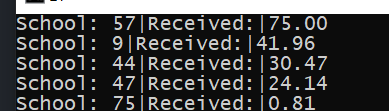 School: 57|Received:|75.00
School: 9|Received:|41.96
School: 44|Received:|30.47
School: 47|Received:|24.14
School: 75|Received:|0.81